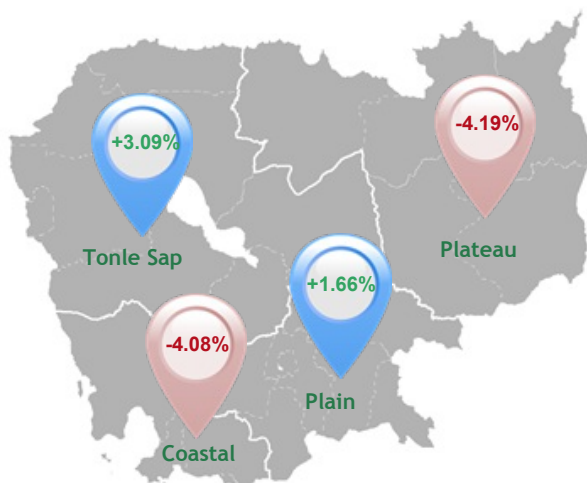 -4.19%
+3.09%
Plateau
Tonle Sap
+1.66%
-4.08%
Plain
Coastal